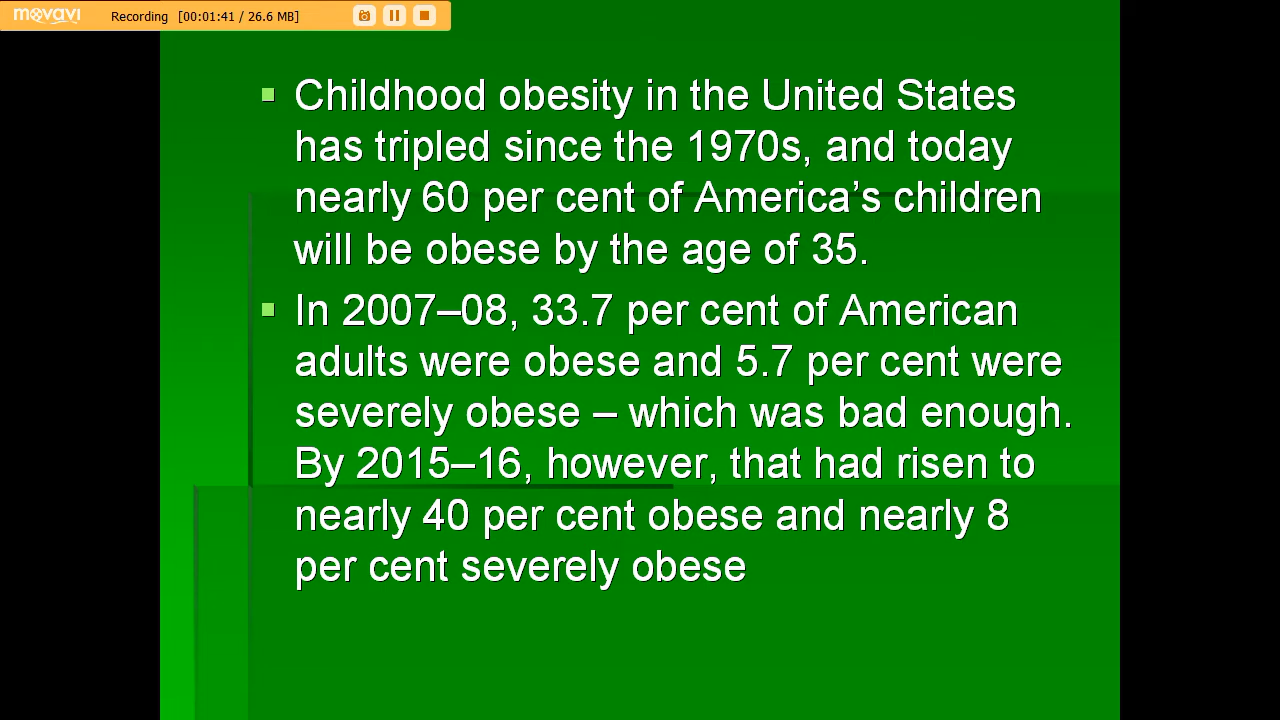 movavi Recording [00:01:41 / 26.6 MB]
Childhood obesity in the United States
has tripled since the 1970s, and today
nearly 60 per cent of America’s children
will be obese by the age of 35.
In 2007–08, 33.7 per cent of American
adults were obese and 5.7 per cent were
severely obese – which was bad enough.
By 2015–16, however, that had risen to
nearly 40 per cent obese and nearly 8
per cent severely obese